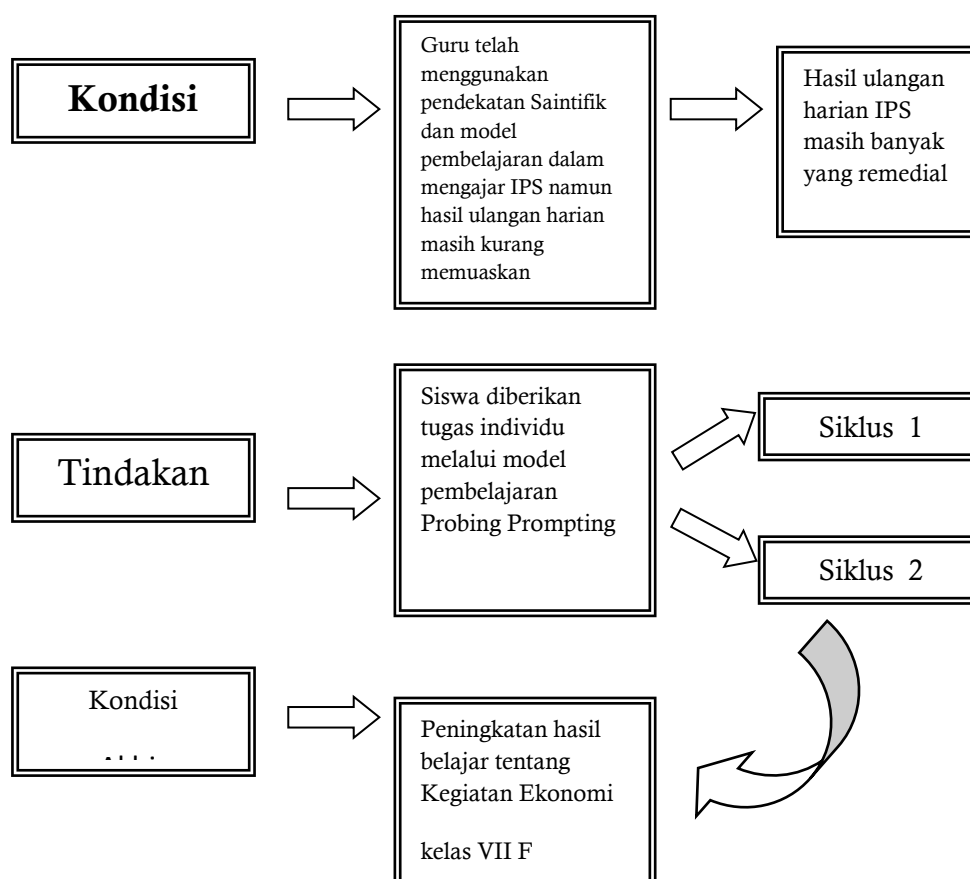 Kondisi
Guru telah
menggunakan
pendekatan Saintifik
dan model
pembelajaran dalam
mengajar IPS namun
hasil ulangan harian
masih kurang
memuaskan
Hasil ulangan
harian IPS
masih banyak
yang remedial
Tindakan
Siswa diberikan
tugas individu
melalui model
pembelajaran
Probing Prompting
Siklus 1
Siklus 2
Kondisi
Peningkatan hasil
belajar tentang
Kegiatan Ekonomi
kelas VII F